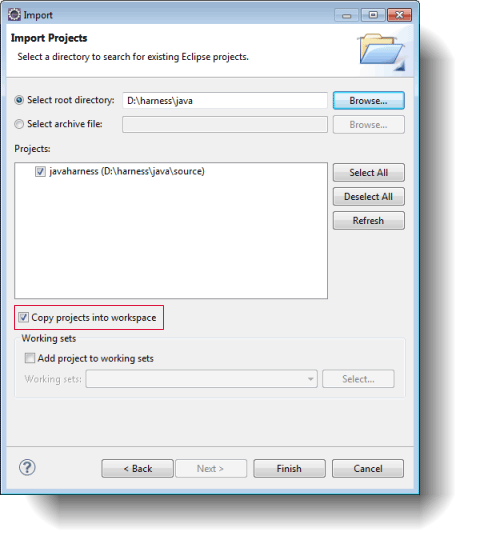 Import
Import Projects
Select a directory to search for existing Eclipse projects.
Select root directory: D:\harness\java Browse...
Select archive file: Browse...
Projects:
javaharness (D:\harness\java\source)
Select All
Deselect All
Refresh
Copy projects into workspace
Working sets
Add project to working sets
Working sets: Select...
? < Back Next > Finish Cancel